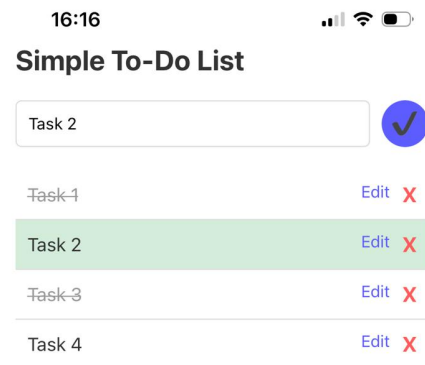 16:16
Simple To-Do List
Task 2
Task 1 Edit X
Task 2 Edit X
Task 3 Edit X
Task 4 Edit X